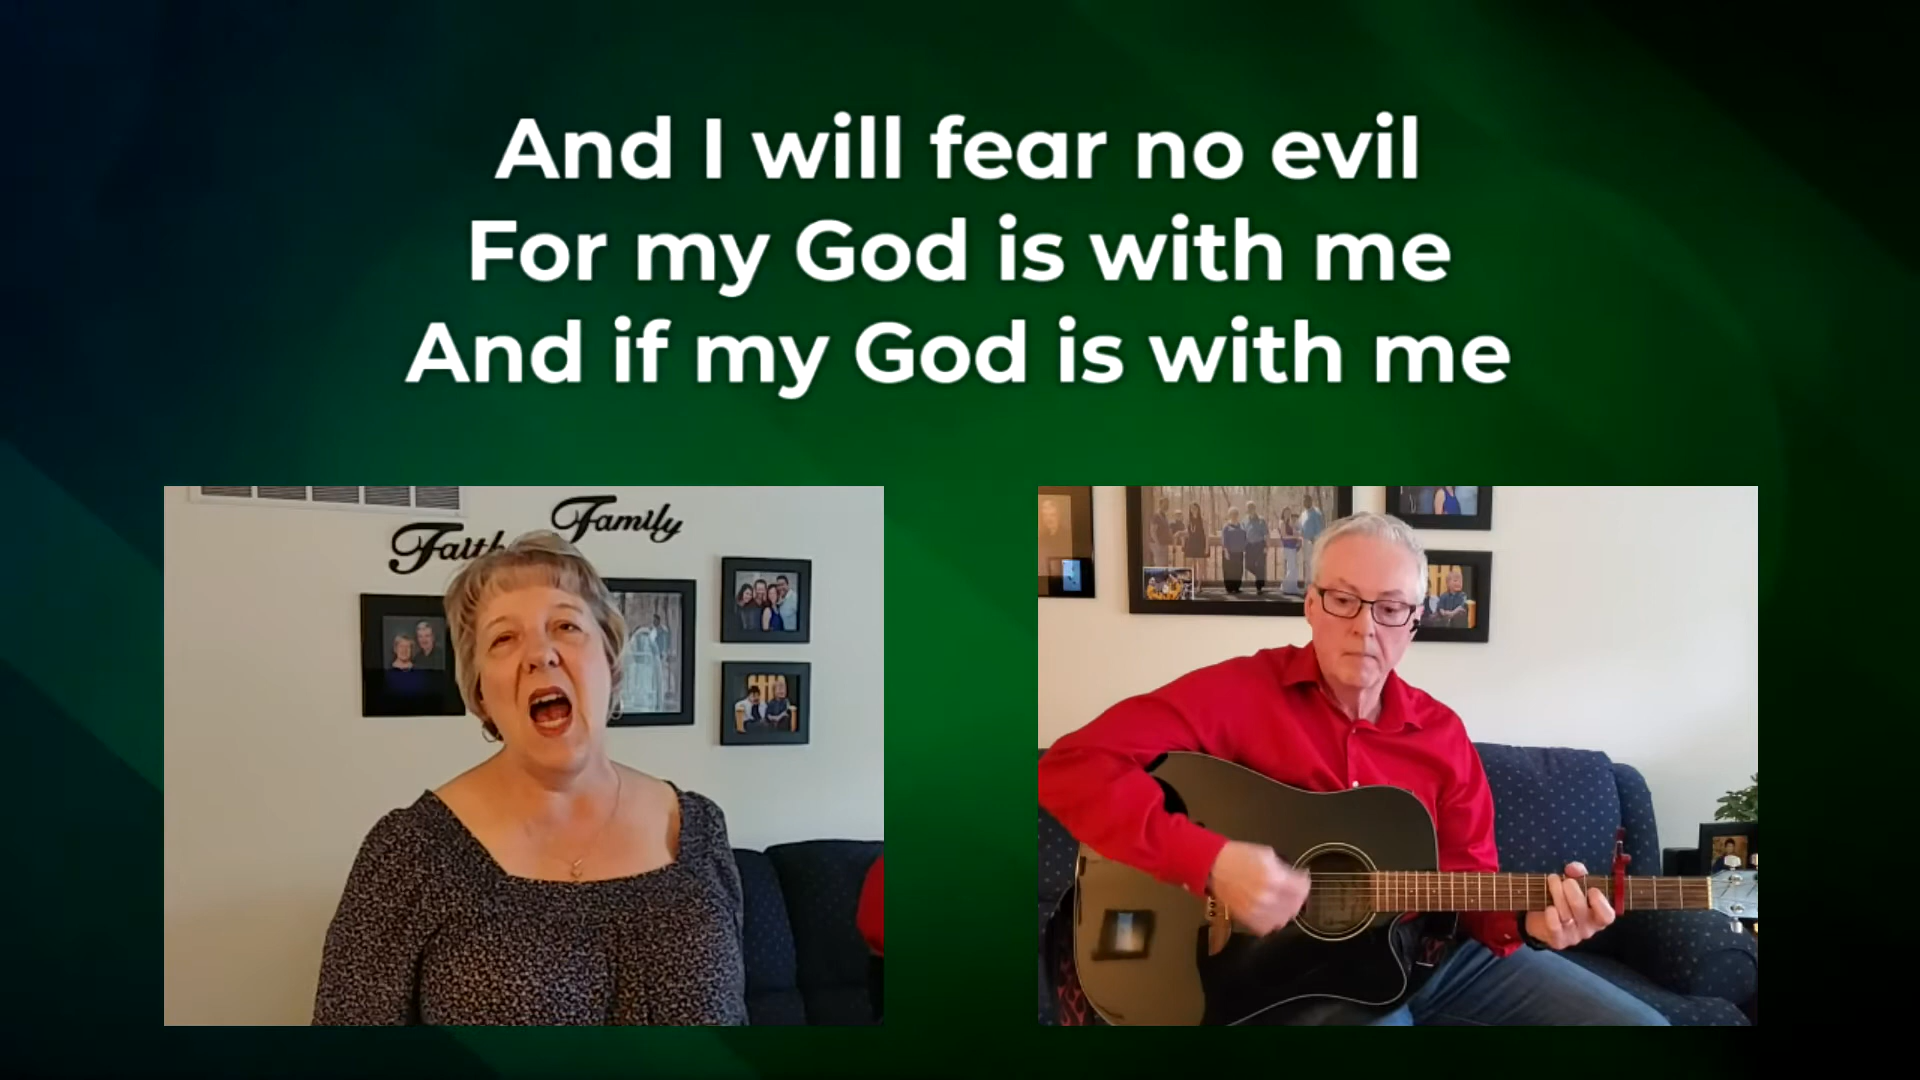 And I will fear no evil
For my God is with me
And if my God is with me
Family
Faith